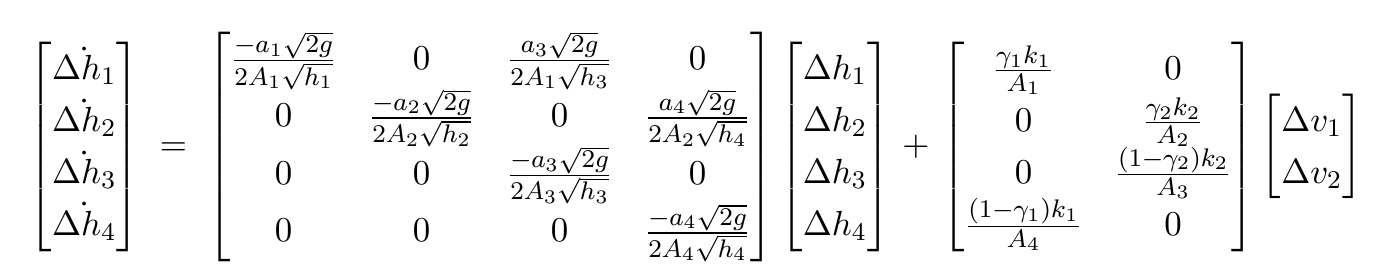 \begin{bmatrix} \Delta \dot{h}_1 \\ \Delta \dot{h}_2 \\ \Delta \dot{h}_3 \\ \Delta \dot{h}_4 \end{bmatrix} = \begin{bmatrix} \frac{-a_1\sqrt{2g}}{2A_1\sqrt{h_1}} & 0 & \frac{a_3\sqrt{2g}}{2A_1\sqrt{h_3}} & 0 \\ 0 & \frac{-a_2\sqrt{2g}}{2A_2\sqrt{h_2}} & 0 & \frac{a_4\sqrt{2g}}{2A_2\sqrt{h_4}} \\ 0 & 0 & \frac{-a_3\sqrt{2g}}{2A_3\sqrt{h_3}} & 0 \\ 0 & 0 & 0 & \frac{-a_4\sqrt{2g}}{2A_4\sqrt{h_4}} \end{bmatrix} \begin{bmatrix} \Delta h_1 \\ \Delta h_2 \\ \Delta h_3 \\ \Delta h_4 \end{bmatrix} + \begin{bmatrix} \frac{\gamma_1 k_1}{A_1} & 0 \\ 0 & \frac{\gamma_2 k_2}{A_2} \\ 0 & \frac{(1-\gamma_2)k_2}{A_3} \\ \frac{(1-\gamma_1)k_1}{A_4} & 0 \end{bmatrix} \begin{bmatrix} \Delta v_1 \\ \Delta v_2 \end{bmatrix}